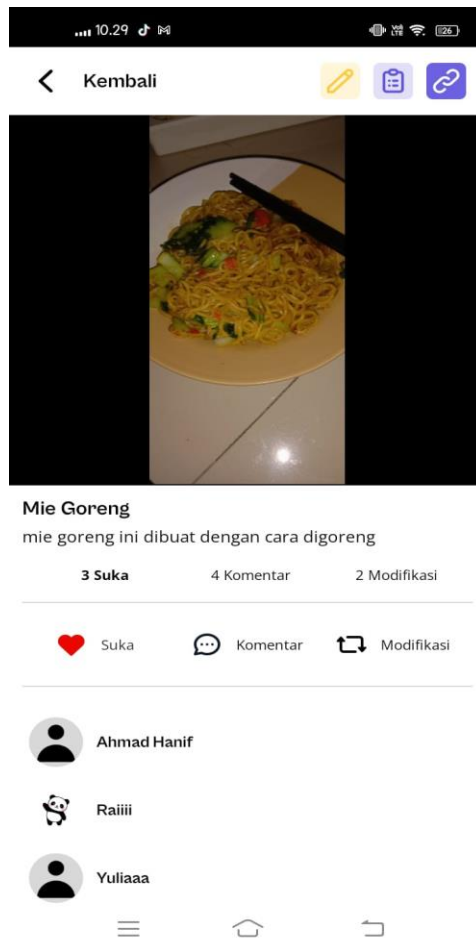 10.29
26
Kembali
Mie Goreng
mie goreng ini dibuat dengan cara digoreng
3 Suka 4 Komentar 2 Modifikasi
Suka Komentar Modifikasi
Ahmad Hanif
Raiiii
Yuliaaa